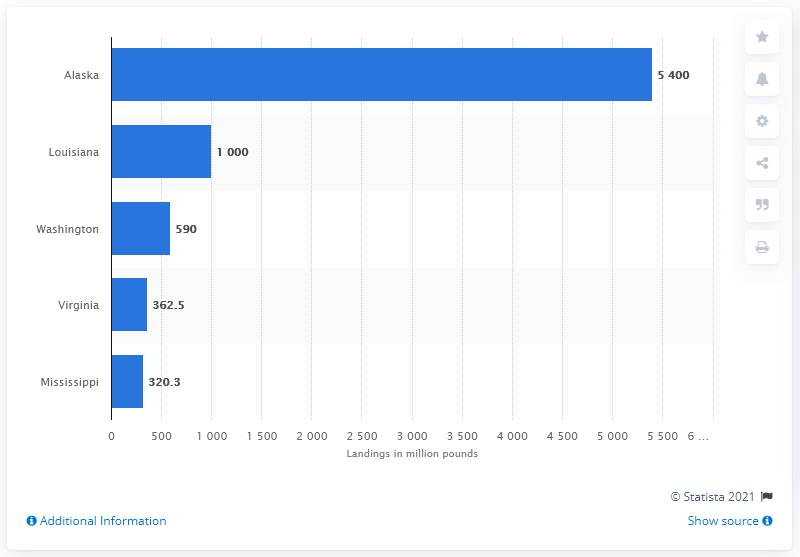 Alaska 5 400
Louisiana 1 000
Washington 590
Virginia 362.5
Mississippi 320.3
0 500 1 000 1 500 2 000 2 500 3 000 3 500 4 000 4 500 5 000 5 500 6 ...
Landings in million pounds
© Statista 2021
Additional Information Show source